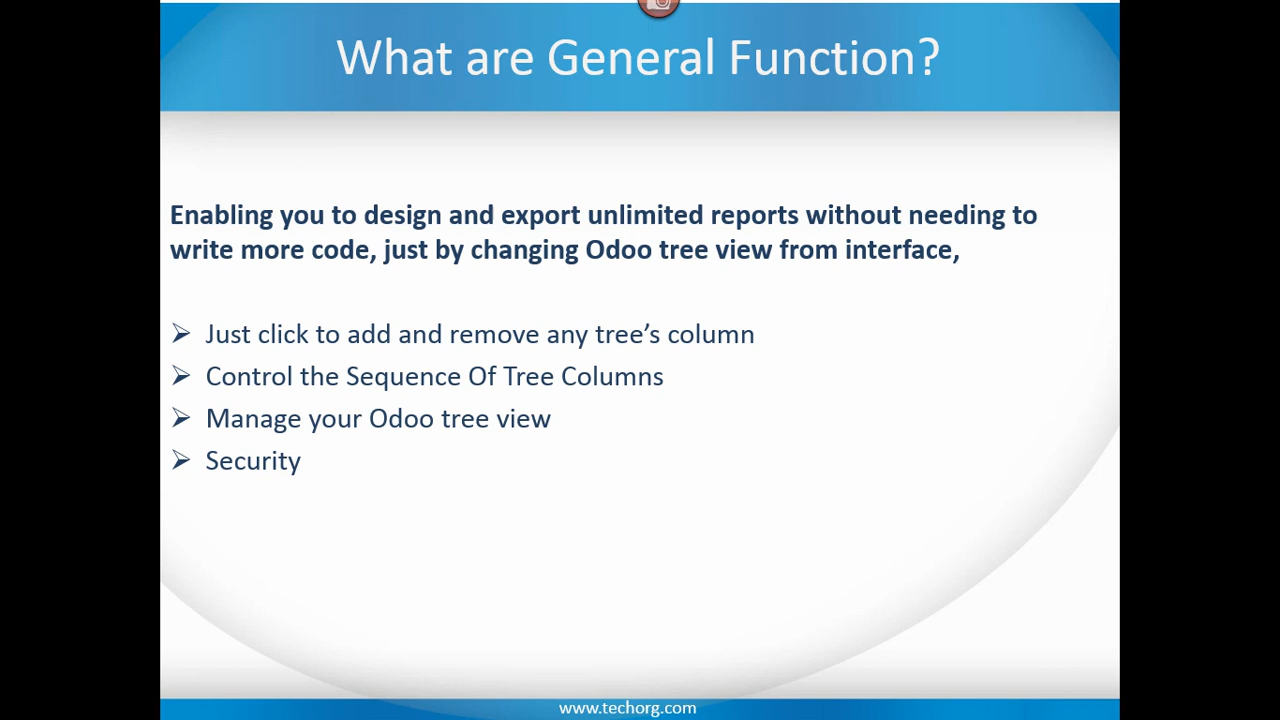 What are General Function?
Enabling you to design and export unlimited reports without needing to
write more code, just by changing Odoo tree view from interface,
Just click to add and remove any tree’s column
Control the Sequence Of Tree Columns
Manage your Odoo tree view
Security
www.techorg.com